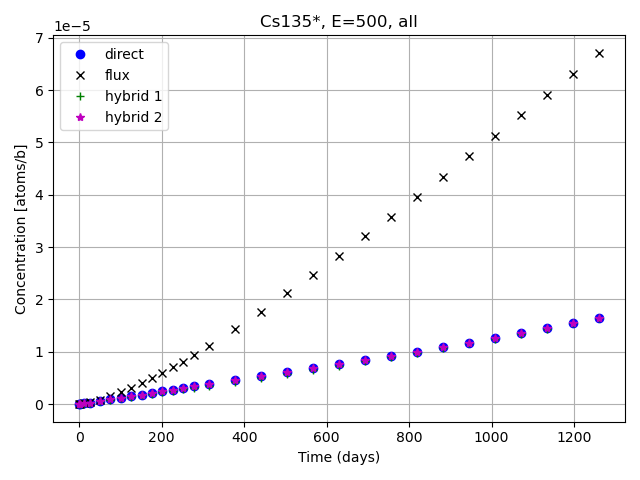 Cs135*, E=500, all
1e−5
direct
flux
hybrid 1
hybrid 2
7
6
5
4
3
2
1
0
Concentration [atoms/b]
0 200 400 600 800 1000 1200
Time (days)